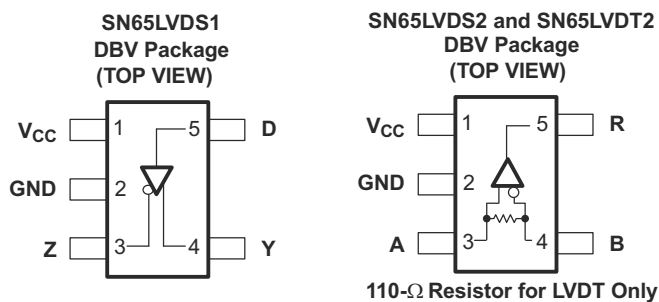 SN65LVDS1
DBV Package
(TOP VIEW)
VCC 1 5 D
GND 2
Z 3 4 Y
SN65LVDS2 and SN65LVDT2
DBV Package
(TOP VIEW)
VCC 1 5 R
GND 2
A 3 4 B
110-Ω Resistor for LVDT Only